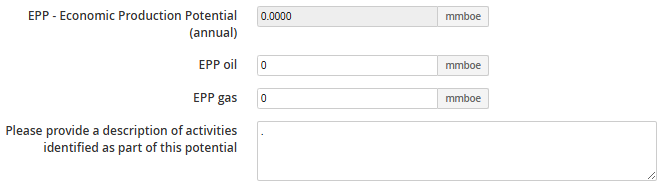 EPP - Economic Production Potential 0.0000 mmboe
(annual)
EPP oil 0 mmboe
EPP gas 0 mmboe
Please provide a description of activities .
identified as part of this potential